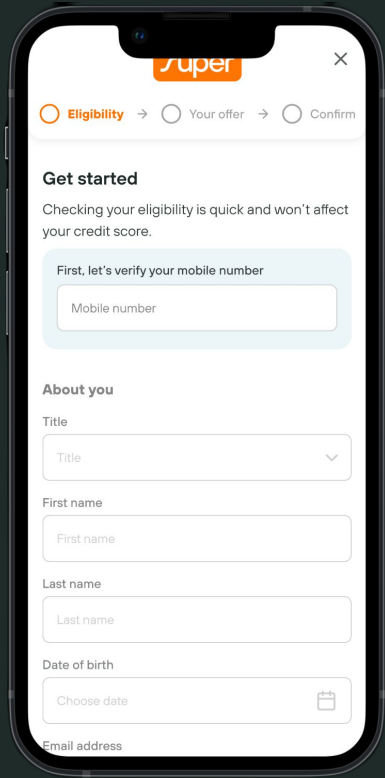 super
Eligibility → Your offer → Confirm
Get started
Checking your eligibility is quick and won't affect
your credit score.
First, let's verify your mobile number
Mobile number
About you
Title
Title
First name
First name
Last name
Last name
Date of birth
Choose date
Email address